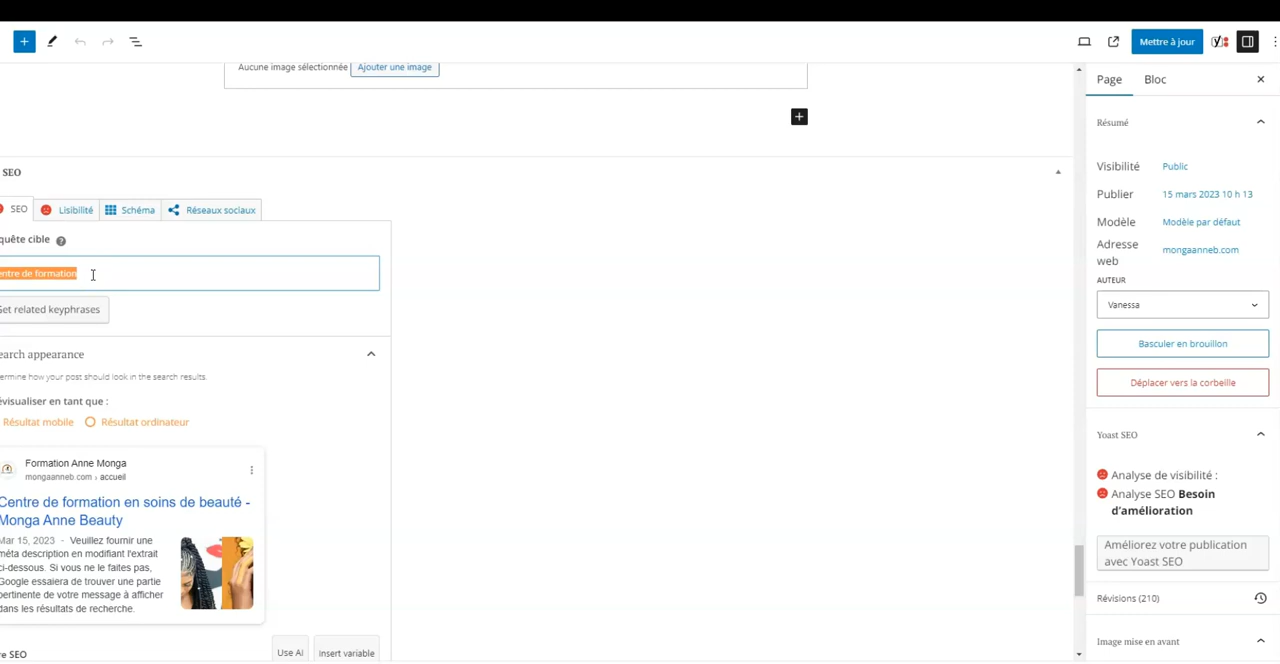 Mettre à jour
Aucune image sélectionnée Ajouter une image
SEO
SEO Lisibilité Schéma Réseaux sociaux
quête cible ?
entre de formation
Get related keyphrases
earch appearance
ermine how your post should look in the search results.
évisualiser en tant que :
Résultat mobile Résultat ordinateur
Formation Anne Monga
mongaanneb.com › accueil
Centre de formation en soins de beauté -
Monga Anne Beauty
Mar 15, 2023 - Veuillez fournir une
méta description en modifiant l'extrait
ci-dessous. Si vous ne le faites pas,
Google essaiera de trouver une partie
pertinente de votre message à afficher
dans les résultats de recherche.
re SEO Use AI Insert variable
Page Bloc
Résumé
Visibilité Public
Publier 15 mars 2023 10 h 13
Modèle Modèle par défaut
Adresse
web mongaanneb.com
AUTEUR
Vanessa
Basculer en brouillon
Déplacer vers la corbeille
Yoast SEO
Analyse de visibilité :
Analyse SEO Besoin
d'amélioration
Améliorez votre publication
avec Yoast SEO
Révisions (210)
Image mise en avant